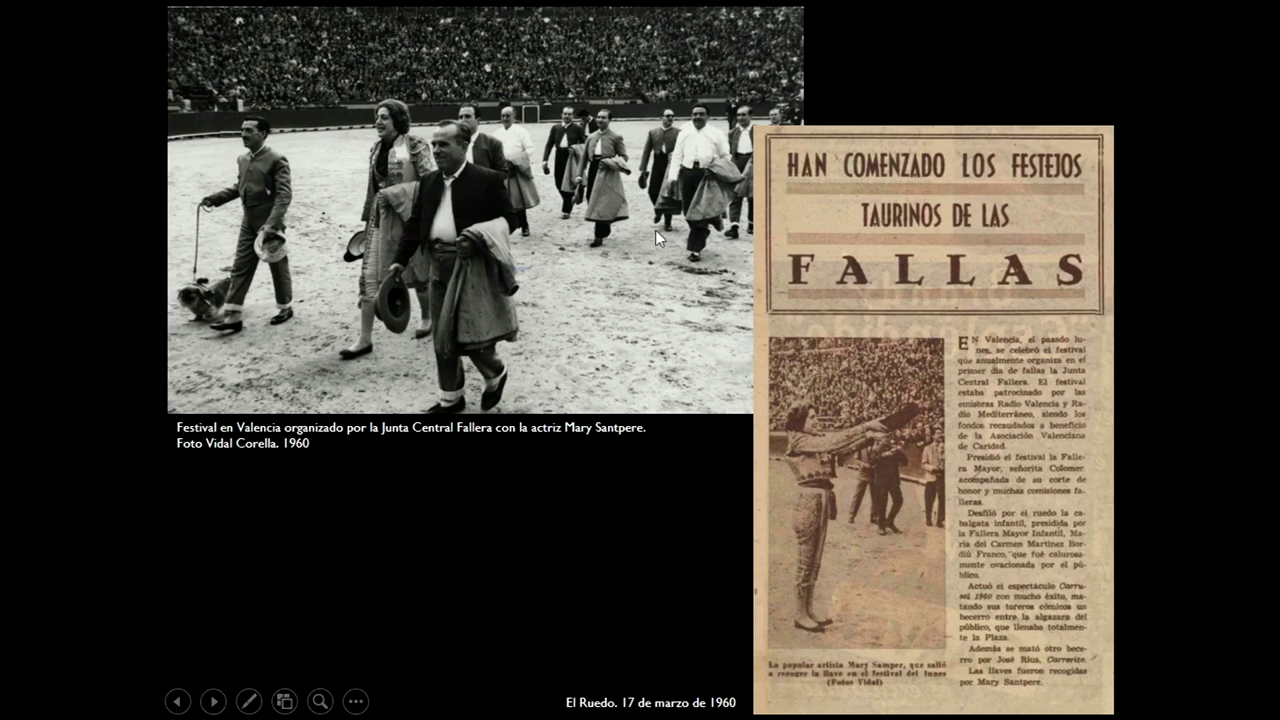 Festival en Valencia organizado por la Junta Central Fallera con la actriz Mary Santpere.
Foto Vidal Corella. 1960
HAN COMENZADO LOS FESTEJOS
TAURINOS DE LAS
FALLAS
EN Valencia, el pasado lu-
nes, se celebró el festival
que anualmente organiza en el
primer día de fallas la Junta
Central Fallera. El festival
estaba patrocinado por las
emisoras Radio Valencia y Ra-
dio Mediterráneo, siendo los
fondos recaudados a beneficio
de la Asociación Valenciana
de Caridad.
Presidió el festival la Falle-
ra Mayor, señorita Colomer,
acompañada de su corte de
honor y muchas comisiones fa-
lleras.
Desfiló por el ruedo la ca-
balgata infantil, presidida por
la Fallera Mayor Infantil, Ma-
ría del Carmen Martínez Bor-
diú Franco, que fué calurosa-
mente ovacionada por el pú-
blico.
Actuó el espectáculo Carru-
sel 1960 con mucho éxito, ma-
tando sus toreros cómicos un
becerro entre la algazara del
público, que llenaba totalmen-
te la Plaza.
Además se mató otro bece-
rro por José Rius, Carrerito.
Las llaves fueron recogidas
por Mary Santpere.
La popular artista Mary Samper, que salió
a recoger la llave en el festival del lunes
(Fotos Vidal)
El Ruedo. 17 de marzo de 1960